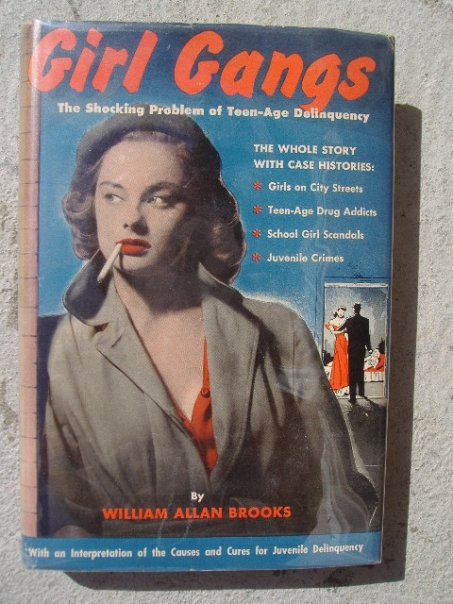 Girl Gangs
The Shocking Problem of Teen-Age Delinquency
THE WHOLE STORY
WITH CASE HISTORIES:
* Girls on City Streets
* Teen-Age Drug Addicts
* School Girl Scandals
* Juvenile Crimes
By
WILLIAM ALLAN BROOKS
With an Interpretation of the Causes and Cures for Juvenile Delinquency